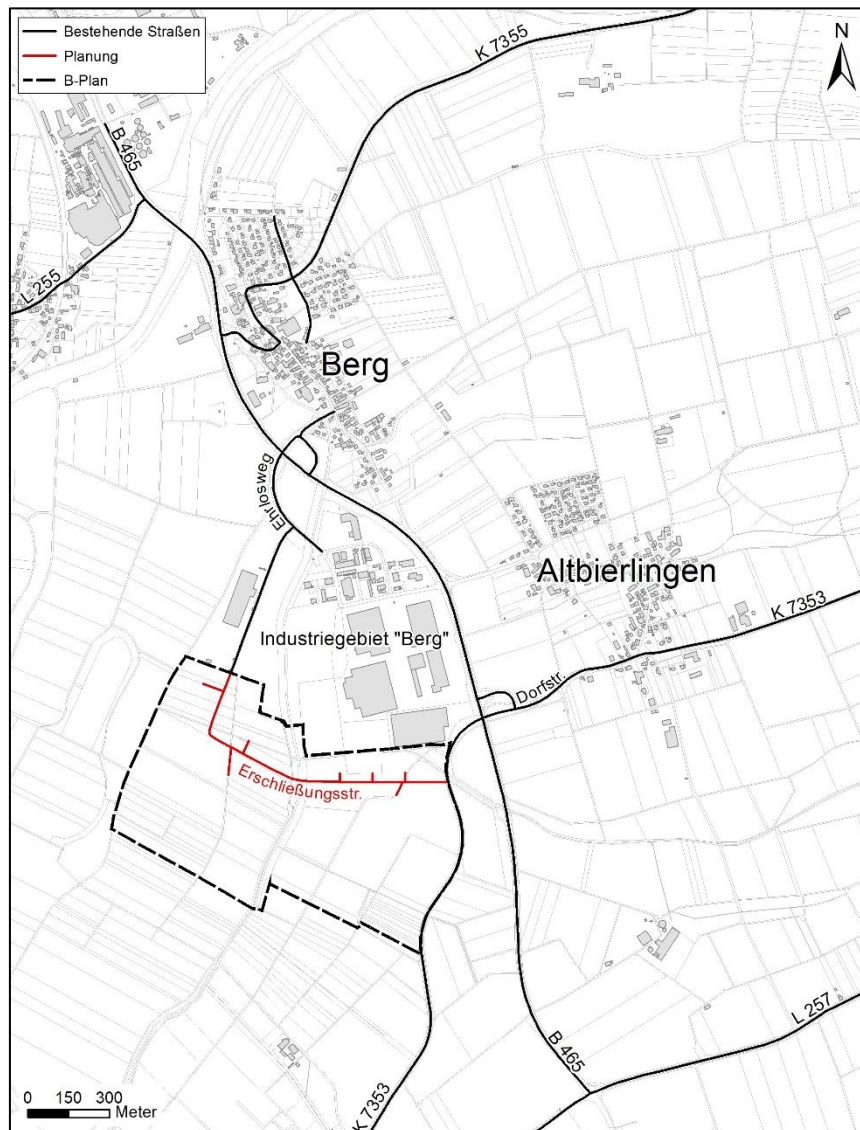 Bestehende Straßen
Planung
B-Plan
N
K 7355
B 465
L 255
Berg
Ehrlosweg
Altbierlingen
K 7353
Industriegebiet "Berg"
Dorfstr.
Erschließungsstr.
L 257
B 465
K 7353
0 150 300
Meter